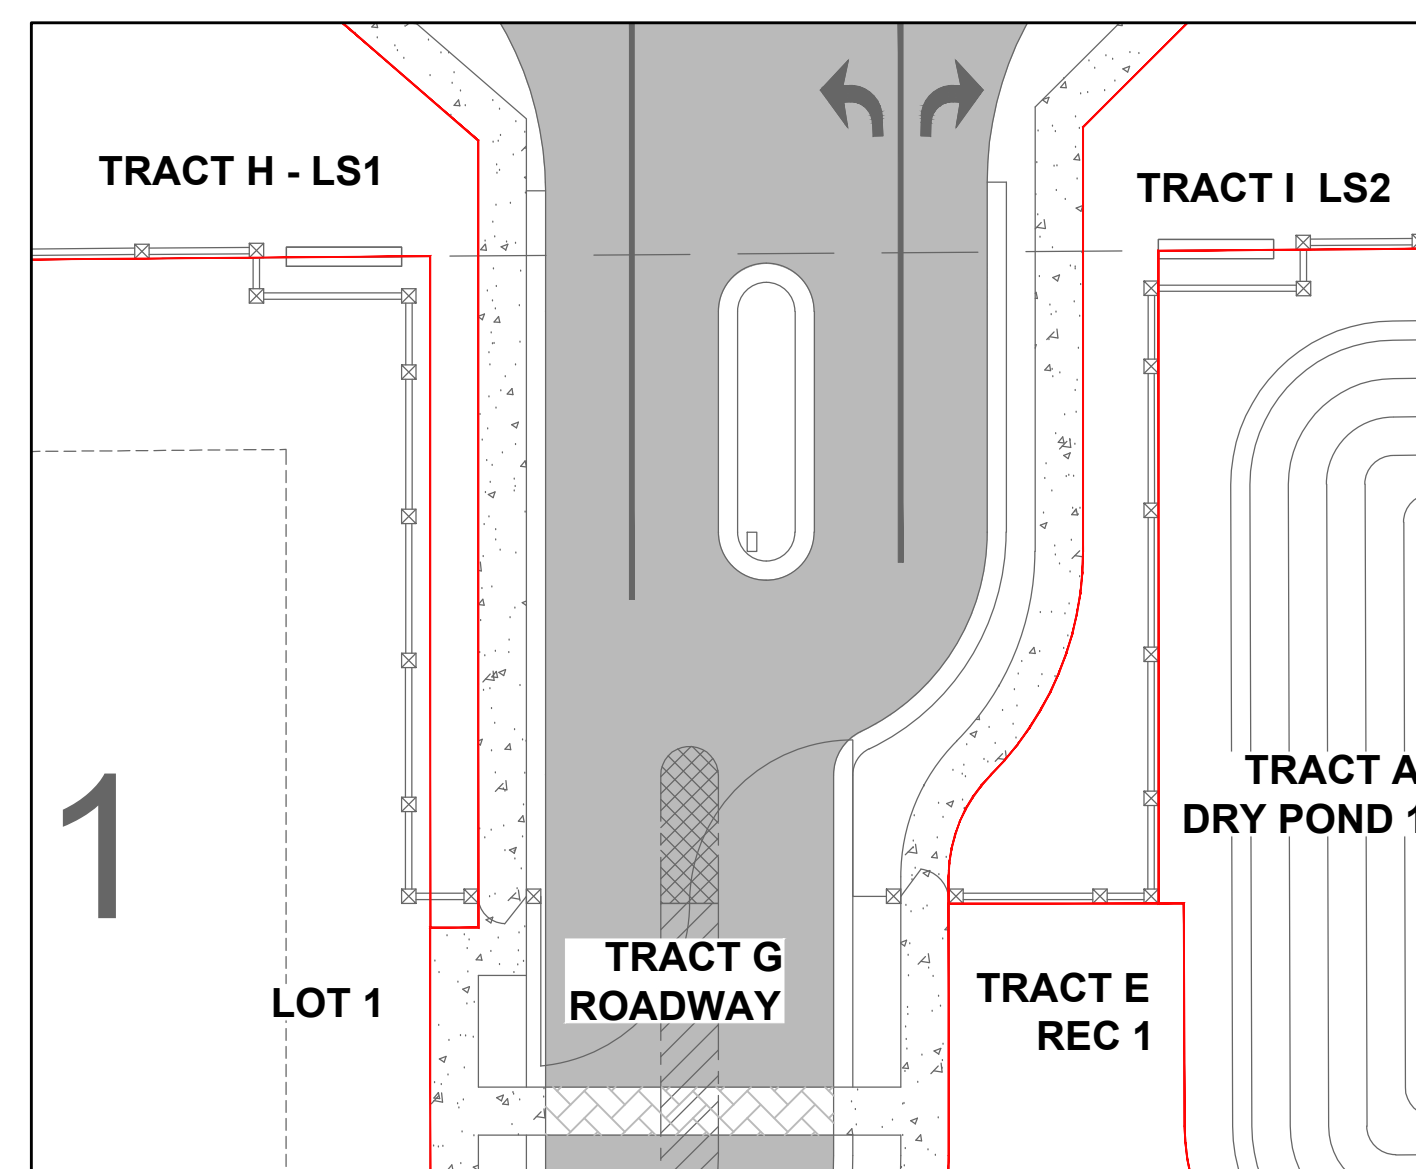 TRACT H - LS1
TRACT I LS2
TRACT A
DRY POND 1
1
TRACT G
ROADWAY
TRACT E
REC 1
LOT 1